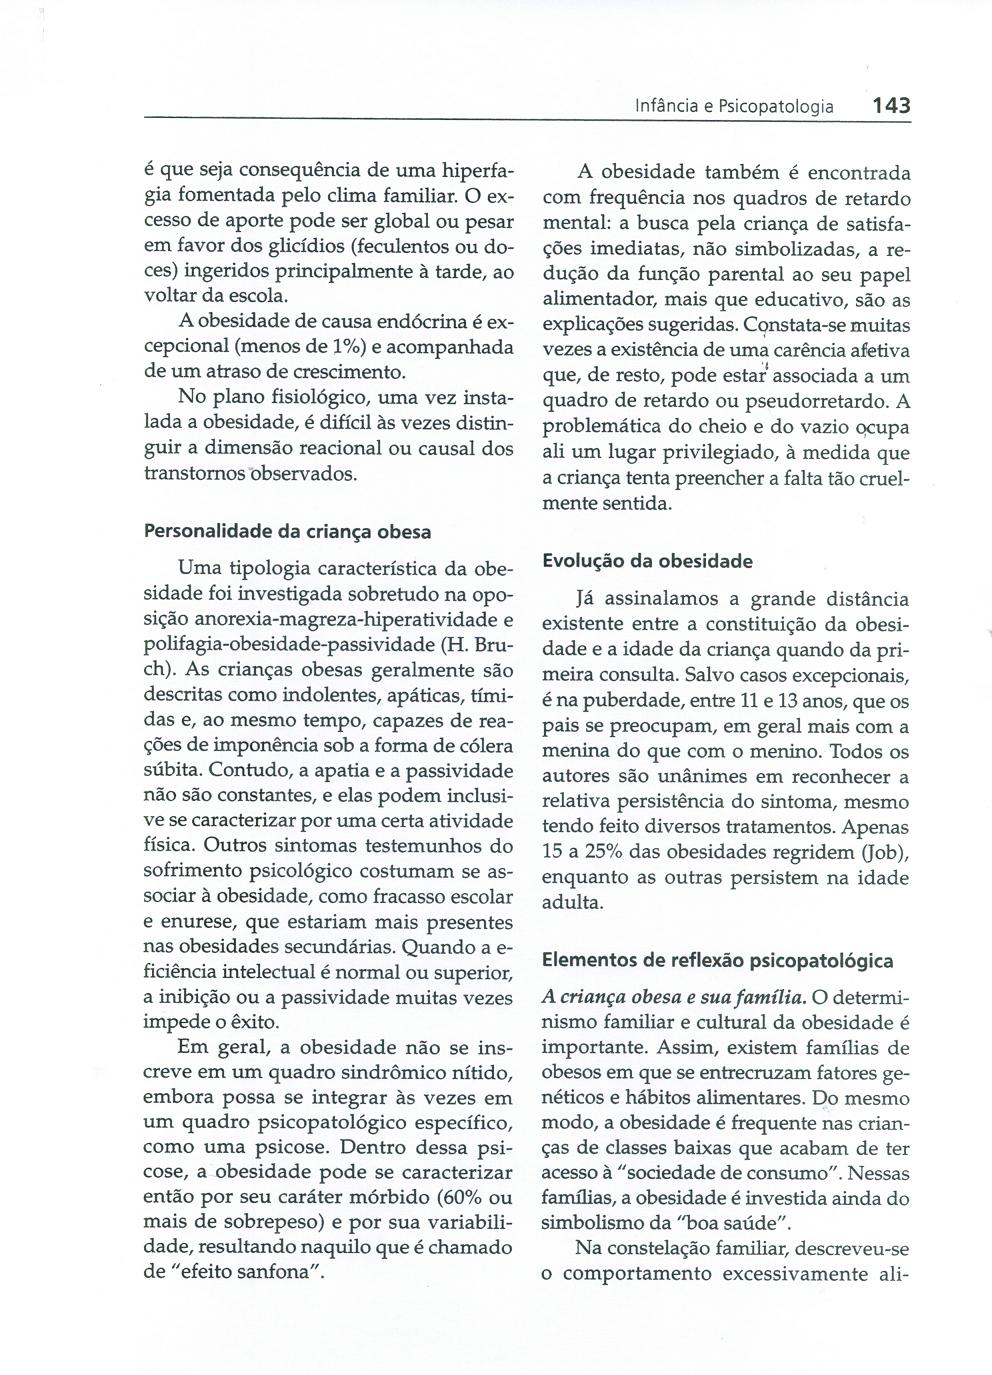 Infância e Psicopatologia 143
é que seja consequência de uma hiperfa-
gia fomentada pelo clima familiar. O ex-
cesso de aporte pode ser global ou pesar
em favor dos glicídios (feculentos ou do-
ces) ingeridos principalmente à tarde, ao
voltar da escola.
A obesidade de causa endócrina é ex-
cepcional (menos de 1%) e acompanhada
de um atraso de crescimento.
No plano fisiológico, uma vez insta-
lada a obesidade, é difícil às vezes distin-
guir a dimensão reacional ou causal dos
transtornos observados.
Personalidade da criança obesa
Uma tipologia característica da obe-
sidade foi investigada sobretudo na opo-
sição anorexia-magreza-hiperatividade e
polifagia-obesidade-passividade (H. Bru-
ch). As crianças obesas geralmente são
descritas como indolentes, apáticas, tími-
das e, ao mesmo tempo, capazes de rea-
ções de imponência sob a forma de cólera
súbita. Contudo, a apatia e a passividade
não são constantes, e elas podem inclusi-
ve se caracterizar por uma certa atividade
física. Outros sintomas testemunhos do
sofrimento psicológico costumam se as-
sociar à obesidade, como fracasso escolar
e enurese, que estariam mais presentes
nas obesidades secundárias. Quando a e-
ficiência intelectual é normal ou superior,
a inibição ou a passividade muitas vezes
impede o êxito.
Em geral, a obesidade não se ins-
creve em um quadro sindrômico nítido,
embora possa se integrar às vezes em
um quadro psicopatológico específico,
como uma psicose. Dentro dessa psi-
cose, a obesidade pode se caracterizar
então por seu caráter mórbido (60% ou
mais de sobrepeso) e por sua variabili-
dade, resultando naquilo que é chamado
de "efeito sanfona".
A obesidade também é encontrada
com frequência nos quadros de retardo
mental: a busca pela criança de satisfa-
ções imediatas, não simbolizadas, a re-
dução da função parental ao seu papel
alimentador, mais que educativo, são as
explicações sugeridas. Constata-se muitas
vezes a existência de uma carência afetiva
que, de resto, pode estar associada a um
quadro de retardo ou pseudorretardo. A
problemática do cheio e do vazio ocupa
ali um lugar privilegiado, à medida que
a criança tenta preencher a falta tão cruel-
mente sentida.
Evolução da obesidade
Já assinalamos a grande distância
existente entre a constituição da obesi-
dade e a idade da criança quando da pri-
meira consulta. Salvo casos excepcionais,
é na puberdade, entre 11 e 13 anos, que os
pais se preocupam, em geral mais com a
menina do que com o menino. Todos os
autores são unânimes em reconhecer a
relativa persistência do sintoma, mesmo
tendo feito diversos tratamentos. Apenas
15 a 25% das obesidades regridem (Job),
enquanto as outras persistem na idade
adulta.
Elementos de reflexão psicopatológica
A criança obesa e sua família. O determi-
nismo familiar e cultural da obesidade é
importante. Assim, existem famílias de
obesos em que se entrecruzam fatores ge-
néticos e hábitos alimentares. Do mesmo
modo, a obesidade é frequente nas crian-
ças de classes baixas que acabam de ter
acesso à "sociedade de consumo". Nessas
famílias, a obesidade é investida ainda do
simbolismo da "boa saúde".
Na constelação familiar, descreveu-se
o comportamento excessivamente ali-